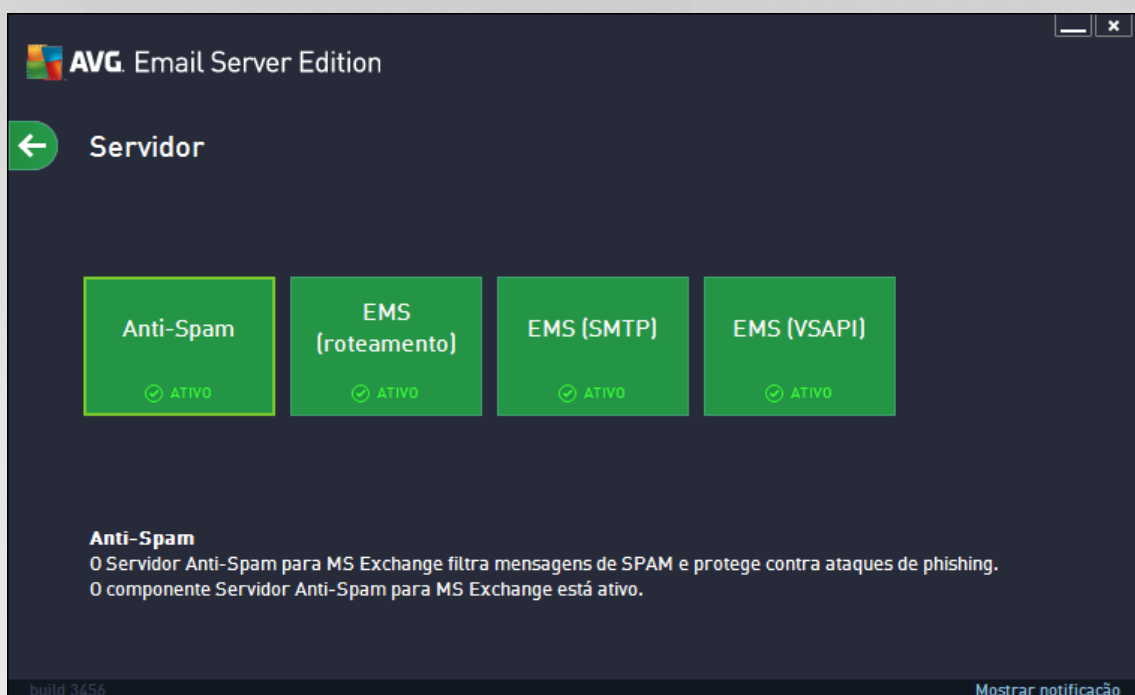 AVG. Email Server Edition
Servidor
Anti-Spam
ATIVO
EMS
(roteamento)
ATIVO
EMS (SMTP)
ATIVO
EMS (VSAPI)
ATIVO
Anti-Spam
O Servidor Anti-Spam para MS Exchange filtra mensagens de SPAM e protege contra ataques de phishing.
O componente Servidor Anti-Spam para MS Exchange está ativo.
build 3456
Mostrar notificação